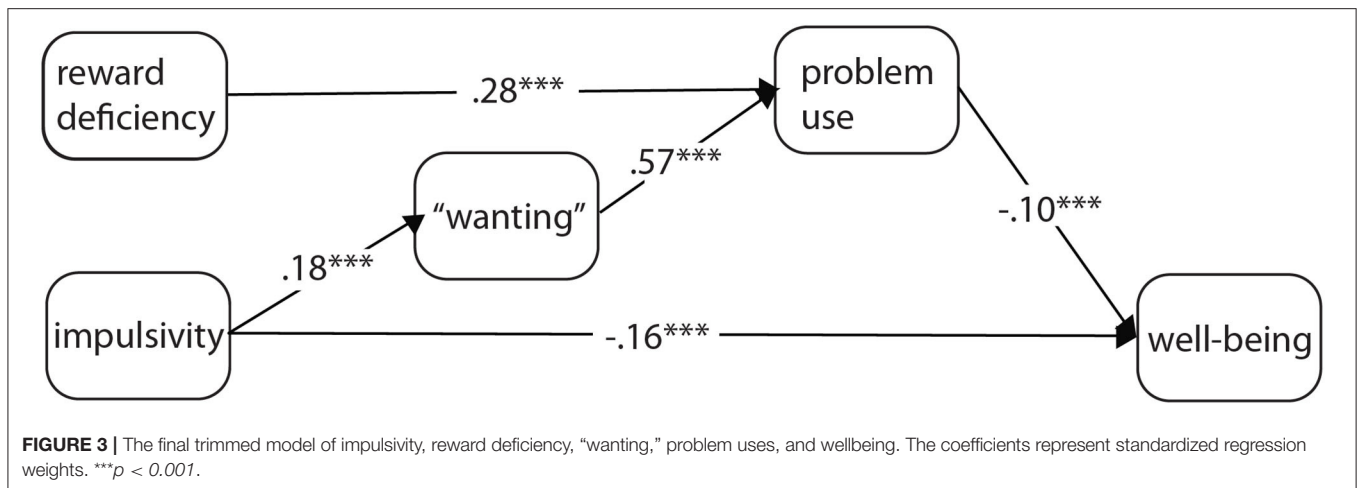 reward
deficiency
.28***
problem
use
.57***
“wanting”
-.10***
.18***
impulsivity
-.16***
well-being
FIGURE 3 | The final trimmed model of impulsivity, reward deficiency, “wanting,” problem uses, and wellbeing. The coefficients represent standardized regression
weights. ***p < 0.001.